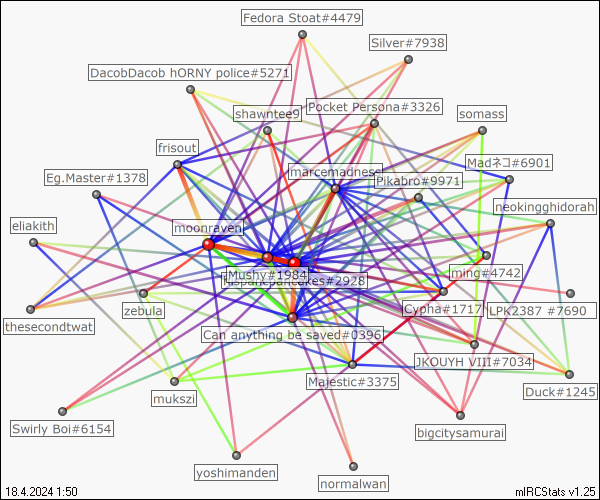 Fedora Stoat#4479
Silver#7938
DacobDacob hORNY police#5271
Pocket Persona#3326
shawntee9
somass
frisout
Madネコ#6901
marcemadnese
Pikabro#9971
Eg.Master#1378
neokingghidorah
eliakith
moonraven
ming#4742
Mushy#1984
#2928
Cypha#1717
LPK2387 #7690
zebula
thesecondtwat
Can anything be saved#0396
JKOUYH VIII#7034
Majestic#3375
Duck#1245
mukszi
Swirly Boi#6154
bigcitysamurai
yoshimanden
normalwan
18.4.2024 1:50
mIRCStats v1.25